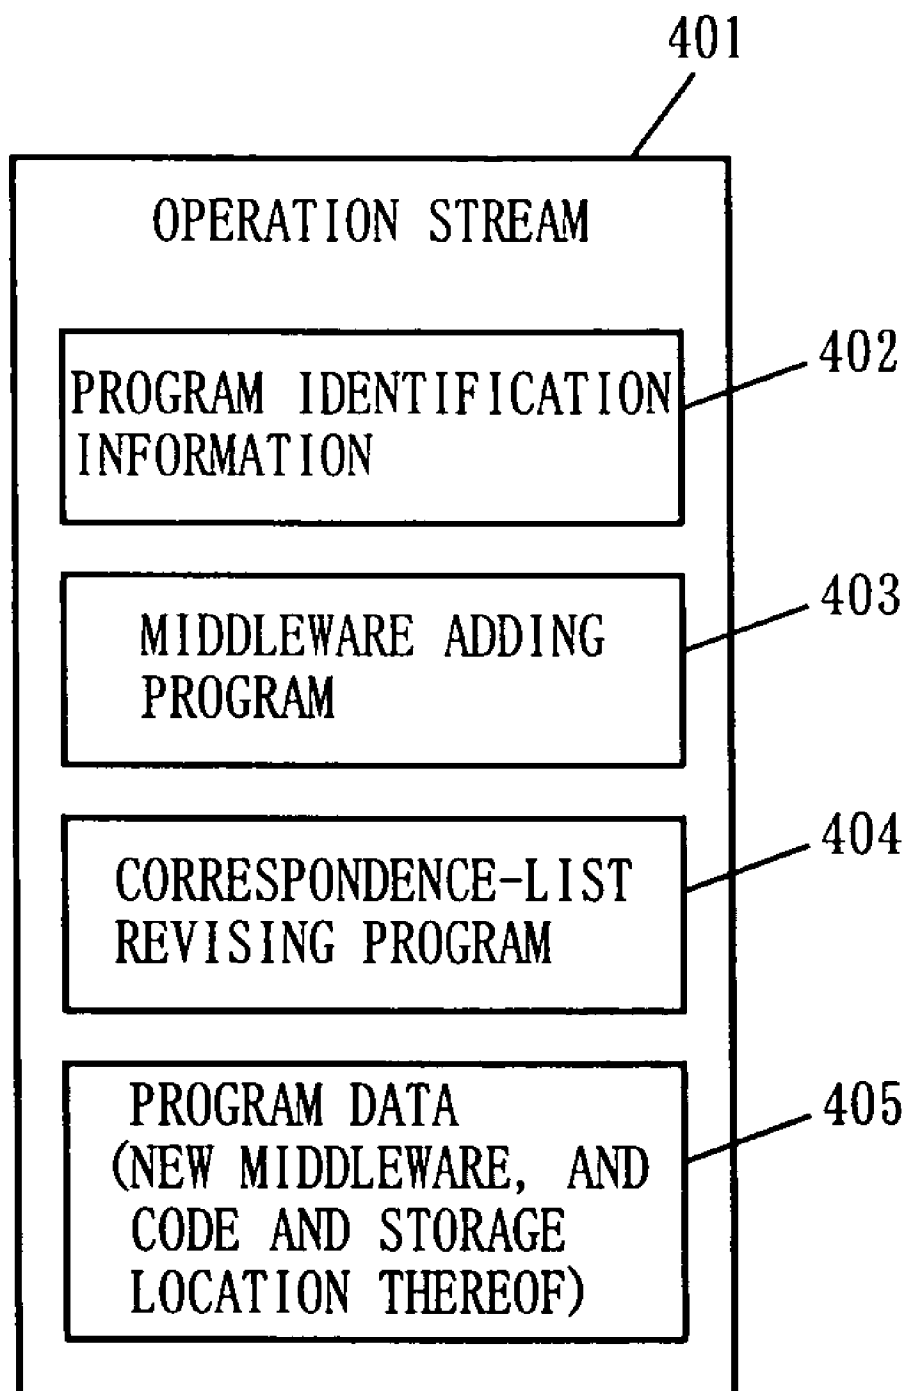 401
OPERATION STREAM
402
PROGRAM IDENTIFICATION
INFORMATION
403
MIDDLEWARE ADDING
PROGRAM
404
CORRESPONDENCE-LIST
REVISING PROGRAM
405
PROGRAM DATA
(NEW MIDDLEWARE, AND
CODE AND STORAGE
LOCATION THEREOF)